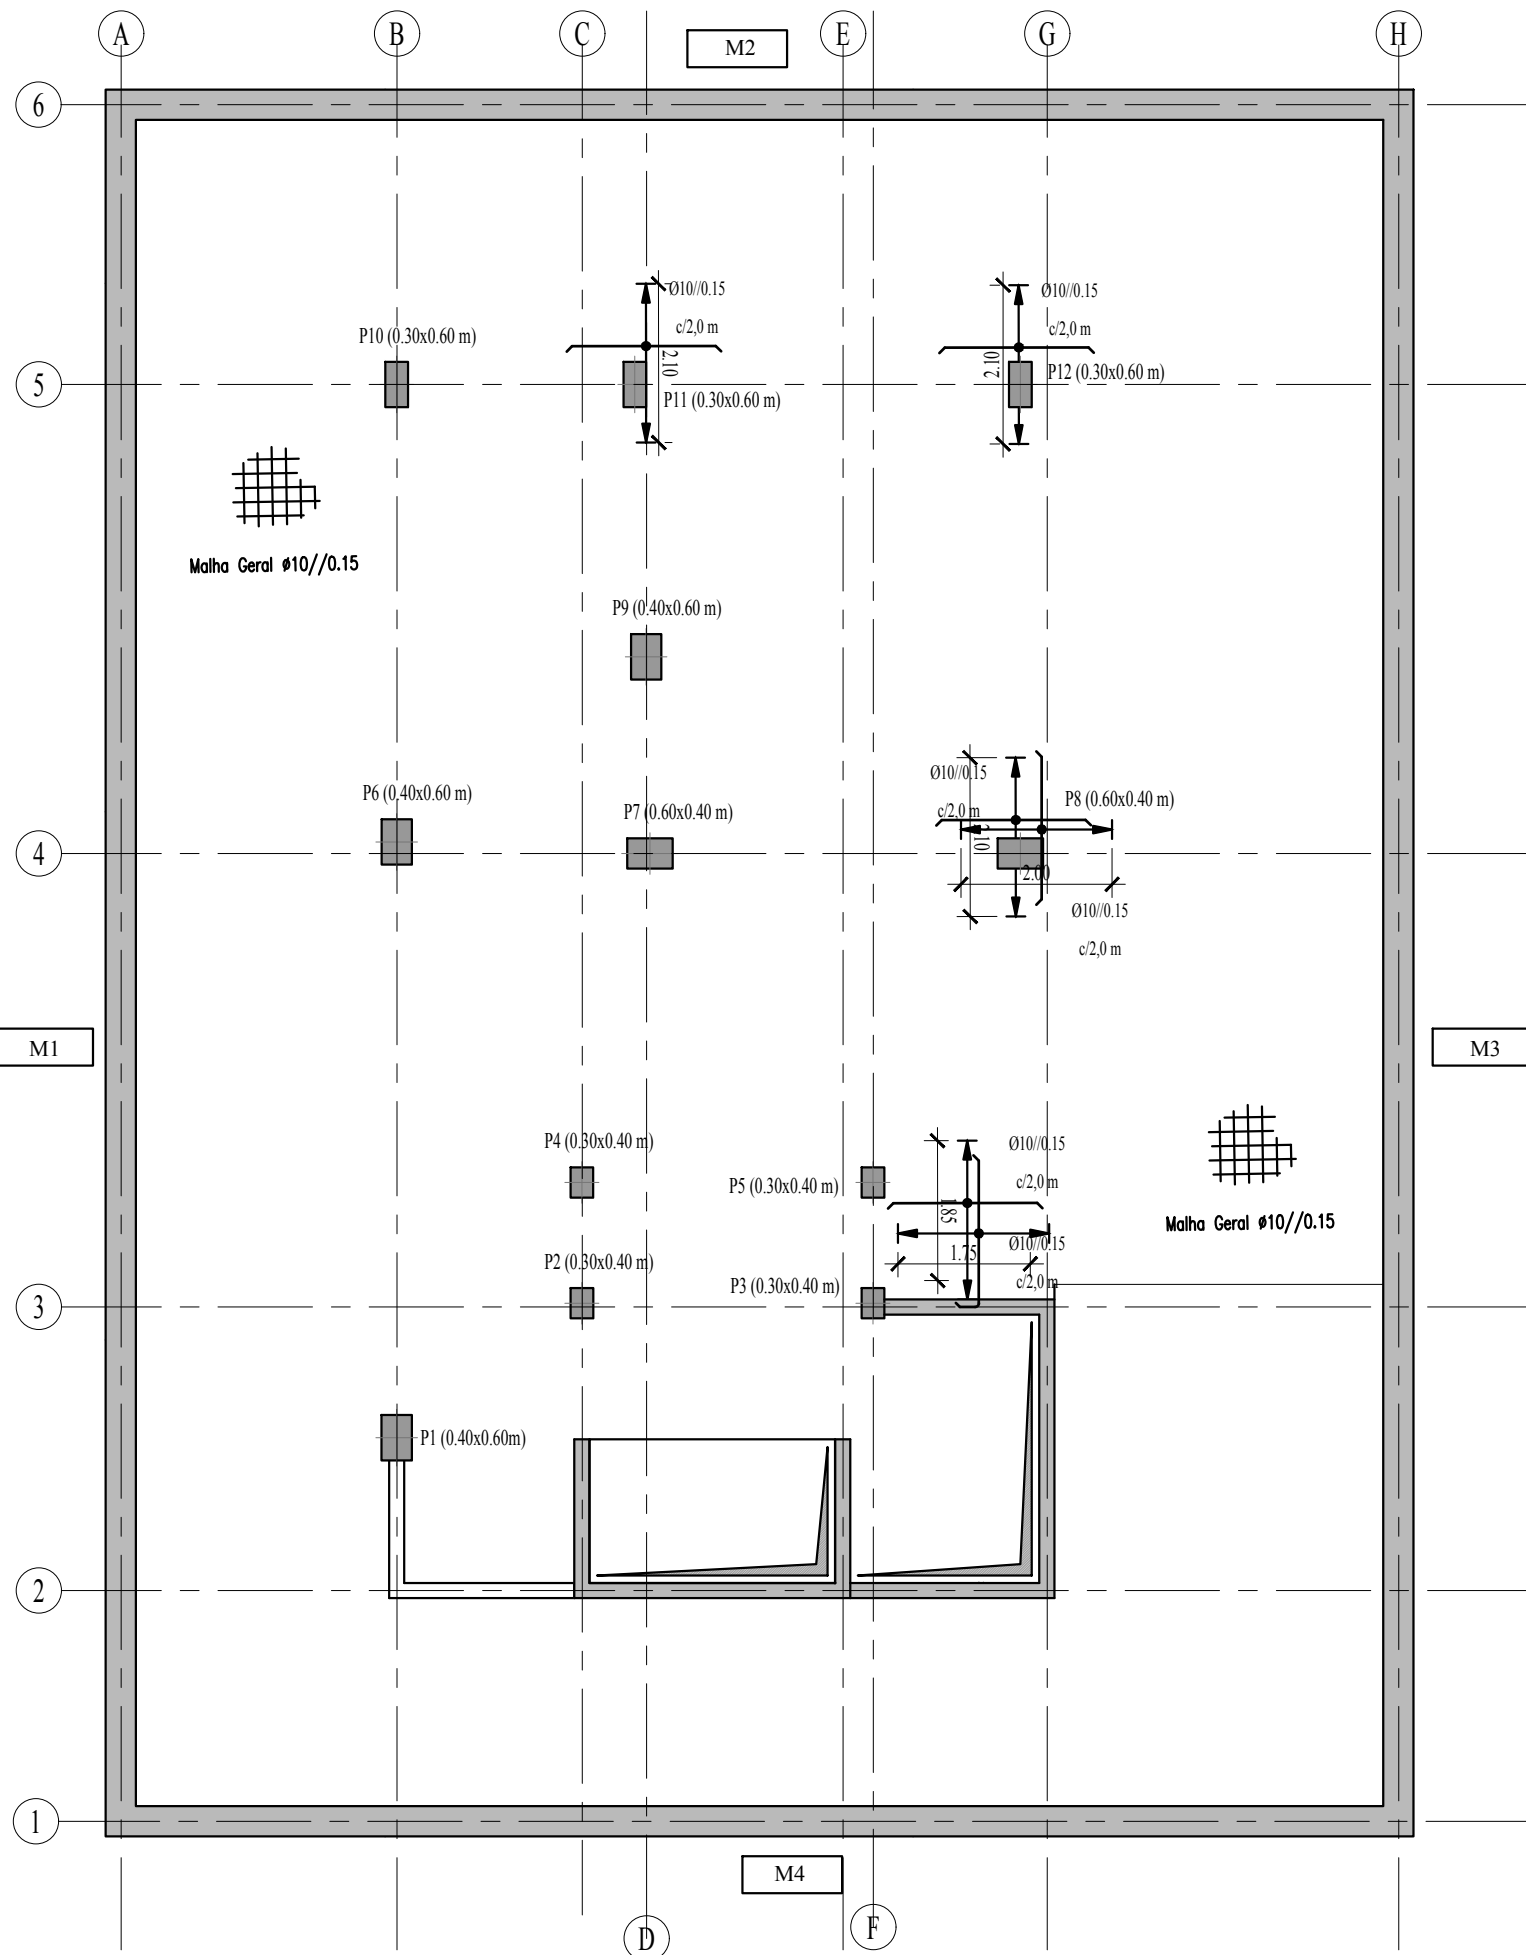 A
B
C
M2
E
G
H
6
Ø10//0.15
c/2,0 m
2.10
Ø10//0.15
c/2,0 m
2.10
P10 (0.30x0.60 m)
5
P11 (0.30x0.60 m)
P12 (0.30x0.60 m)
Malha Geral ø10//0.15
P9 (0.40x0.60 m)
Ø10//0.15
c/2,0 m
P6 (0.40x0.60 m)
P7 (0.60x0.40 m)
P8 (0.60x0.40 m)
4
2.10
2.00
Ø10//0.15
c/2,0 m
M1
M3
P4 (0.30x0.40 m)
P5 (0.30x0.40 m)
Ø10//0.15
c/2,0 m
1.85
1.75
Ø10//0.15
c/2,0 m
Malha Geral ø10//0.15
P2 (0.30x0.40 m)
P3 (0.30x0.40 m)
3
P1 (0.40x0.60m)
2
1
M4
D
F